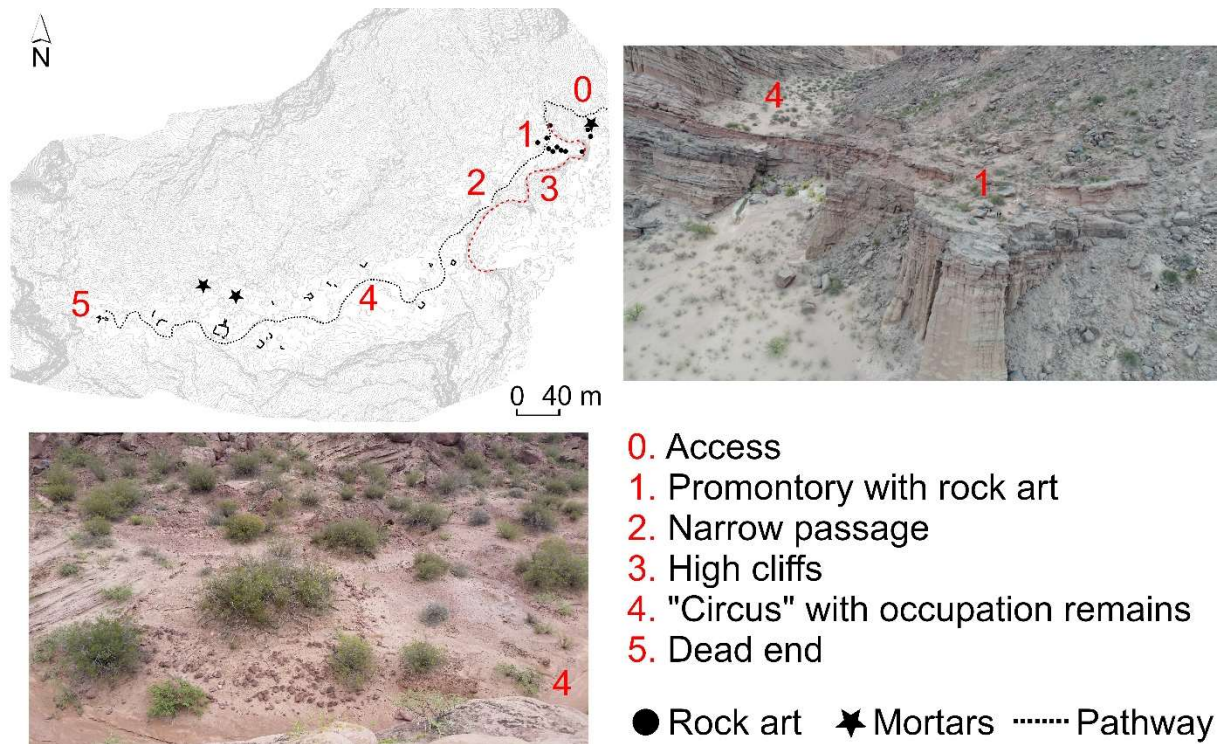 N
0
1
2
3
4
5
0 40 m
4
1
4
0. Access
1. Promontory with rock art
2. Narrow passage
3. High cliffs
4. "Circus" with occupation remains
5. Dead end
Rock art Mortars Pathway